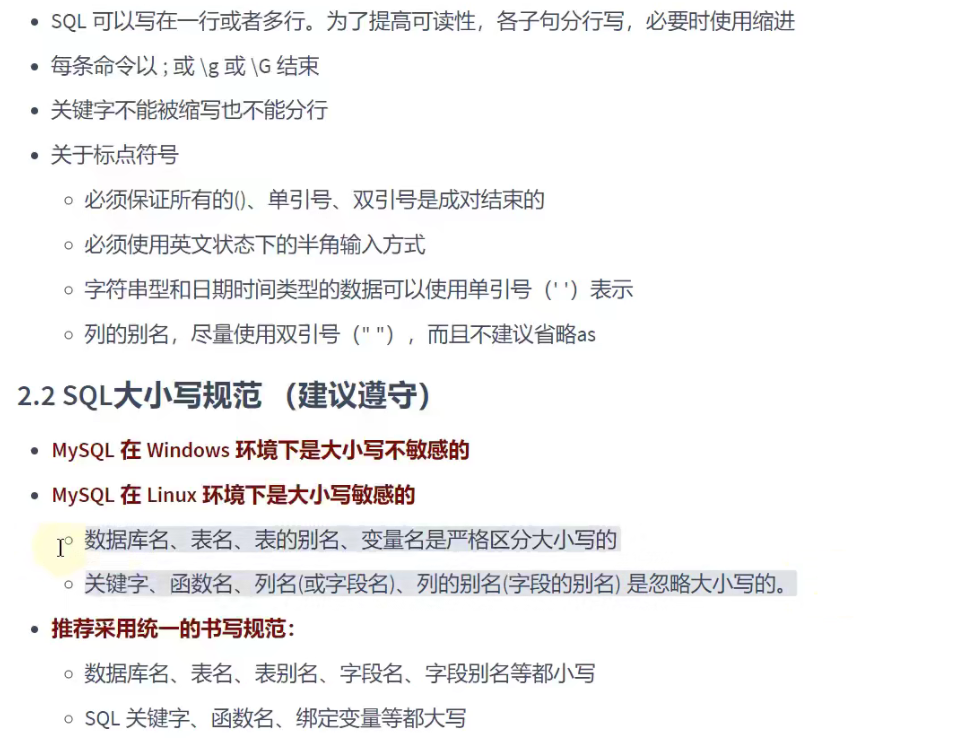 SQL 可以写在一行或者多行。为了提高可读性，各子句分行写，必要时使用缩进
每条命令以 ; 或 \g 或 \G 结束
关键字不能被缩写也不能分行
关于标点符号
必须保证所有的()、单引号、双引号是成对结束的
必须使用英文状态下的半角输入方式
字符串型和日期时间类型的数据可以使用单引号（' '）表示
列的别名，尽量使用双引号（" "），而且不建议省略as
2.2 SQL大小写规范 （建议遵守）
MySQL 在 Windows 环境下是大小写不敏感的
MySQL 在 Linux 环境下是大小写敏感的
数据库名、表名、表的别名、变量名是严格区分大小写的
关键字、函数名、列名(或字段名)、列的别名(字段的别名) 是忽略大小写的。
推荐采用统一的书写规范：
数据库名、表名、表别名、字段名、字段别名等都小写
SQL 关键字、函数名、绑定变量等都大写